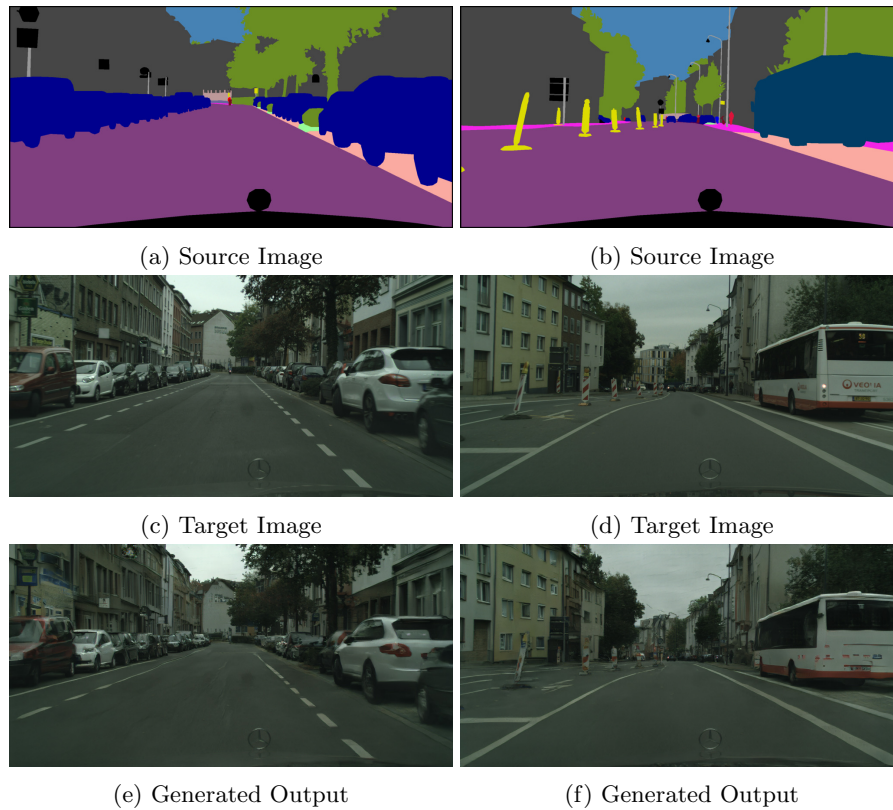 (a) Source Image
(b) Source Image
(c) Target Image
(d) Target Image
(e) Generated Output
(f) Generated Output